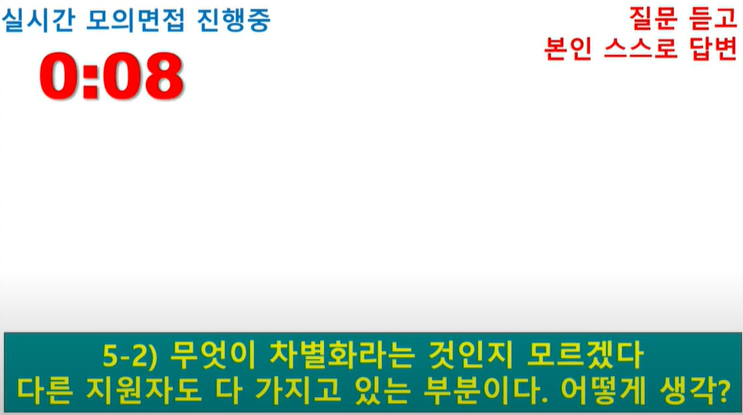 실시간 모의면접 진행중
0:08
질문 듣고
본인 스스로 답변
5-2) 무엇이 차별화라는 것인지 모르겠다
다른 지원자도 다 가지고 있는 부분이다. 어떻게 생각?